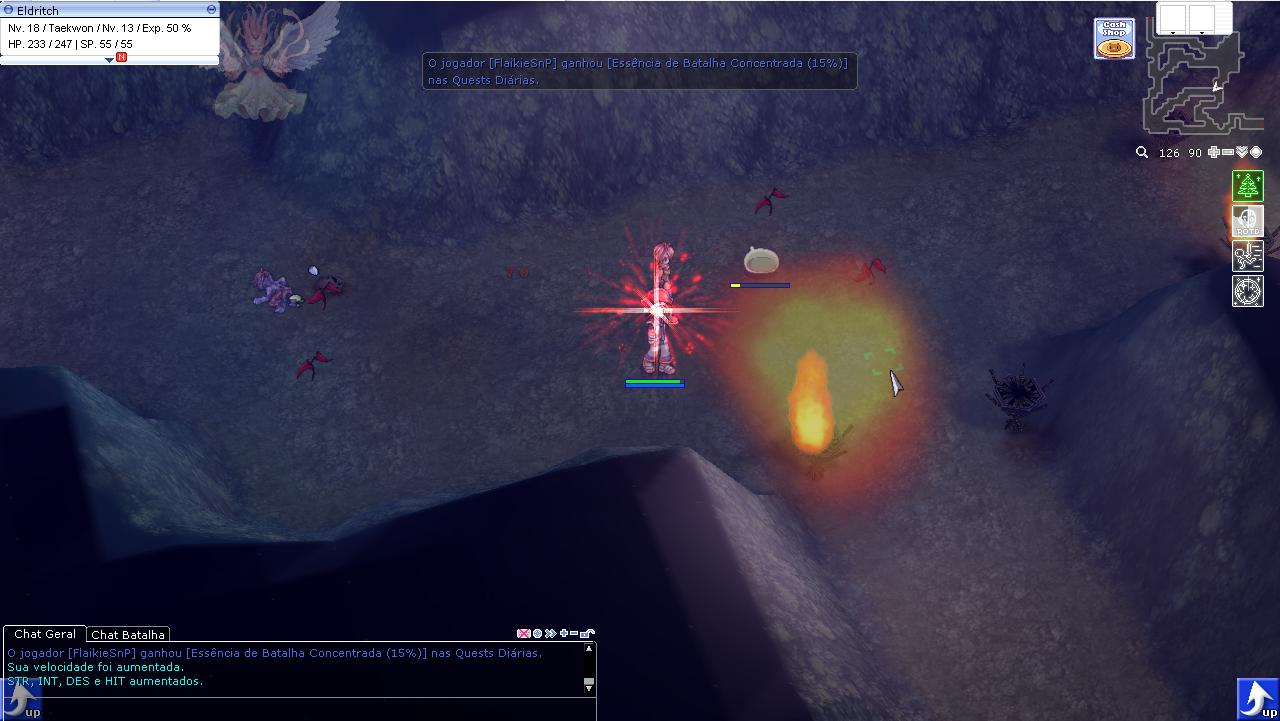 Eldritch
Nv. 18 / Taekwon / Nv. 13 / Exp. 50 %
HP. 233 / 247 | SP. 55 / 55
N
O jogador [FlaikieSnP] ganhou [Essência de Batalha Concentrada (15%)]
nas Quests Diárias.
Cash
Shop
126 90
ROTD
Chat Geral
Chat Batalha
O jogador [FlaikieSnP] ganhou [Essência de Batalha Concentrada (15%)] nas Quests Diárias.
Sua velocidade foi aumentada.
STR, INT, DES e HIT aumentados.
up
up